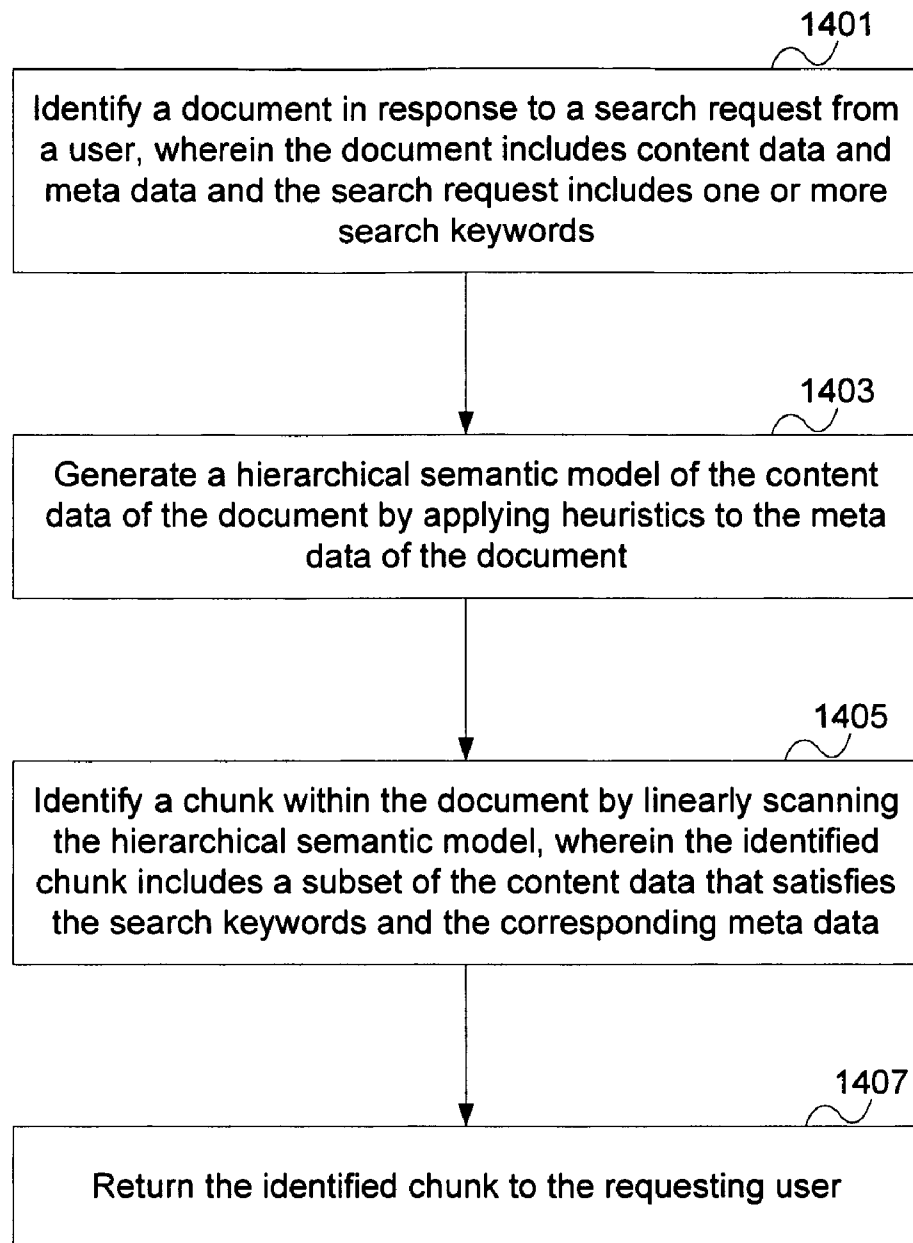 1401
Identify a document in response to a search request from
a user, wherein the document includes content data and
meta data and the search request includes one or more
search keywords
1403
Generate a hierarchical semantic model of the content
data of the document by applying heuristics to the meta
data of the document
1405
Identify a chunk within the document by linearly scanning
the hierarchical semantic model, wherein the identified
chunk includes a subset of the content data that satisfies
the search keywords and the corresponding meta data
1407
Return the identified chunk to the requesting user